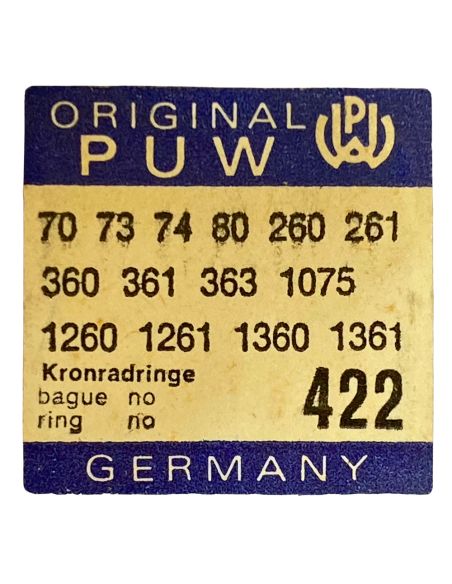 ORIGINAL
PUW
PUW
70 73 74 80 260 261
360 361 363 1075
1260 1261 1360 1361
Kronradringe
bague no
ring no
422
GERMANY